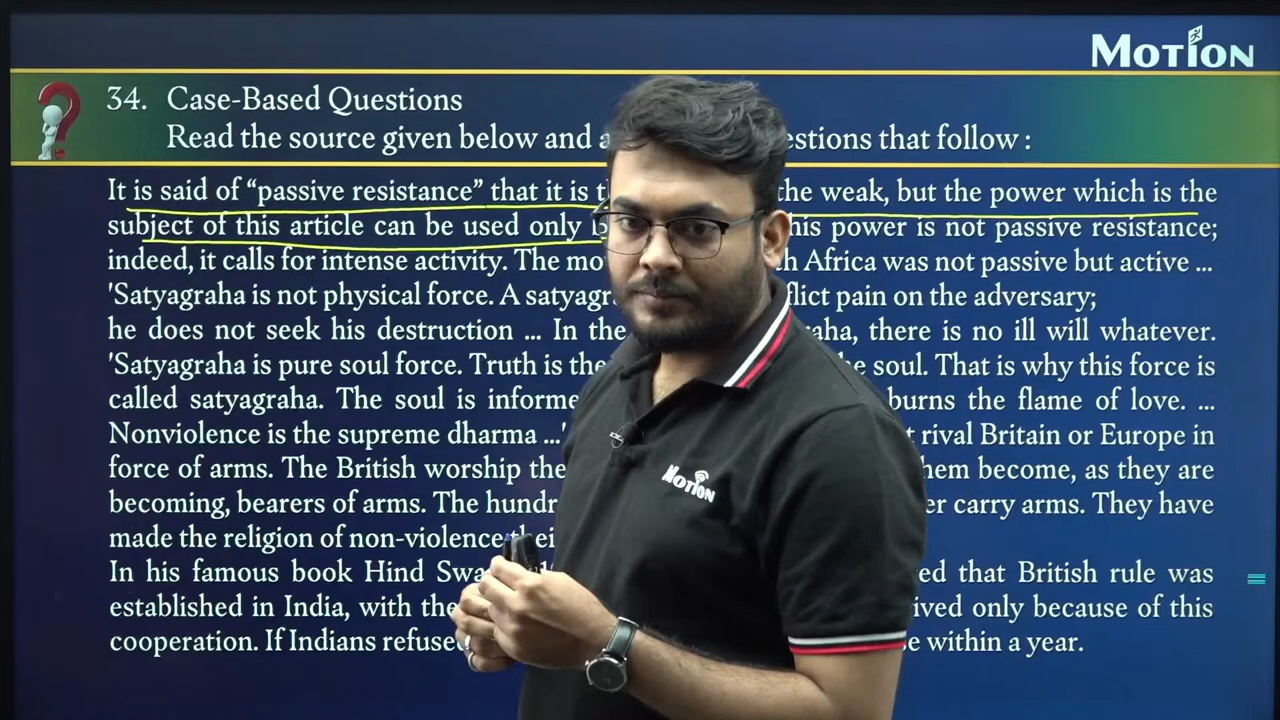 MOTION
34. Case-Based Questions
Read the source given below and a estions that follow :
It is said of “passive resistance” that it is t the weak, but the power which is the
subject of this article can be used only b his power is not passive resistance;
indeed, it calls for intense activity. The mo h Africa was not passive but active ...
'Satyagraha is not physical force. A satyagr flict pain on the adversary;
he does not seek his destruction ... In the aha, there is no ill will whatever.
'Satyagraha is pure soul force. Truth is the e soul. That is why this force is
called satyagraha. The soul is informe burns the flame of love. ...
Nonviolence is the supreme dharma ...' t rival Britain or Europe in
force of arms. The British worship the hem become, as they are
becoming, bearers of arms. The hundr er carry arms. They have
made the religion of non-violence thei
In his famous book Hind Swa ed that British rule was
established in India, with the ived only because of this
cooperation. If Indians refuse e within a year.
MOTION